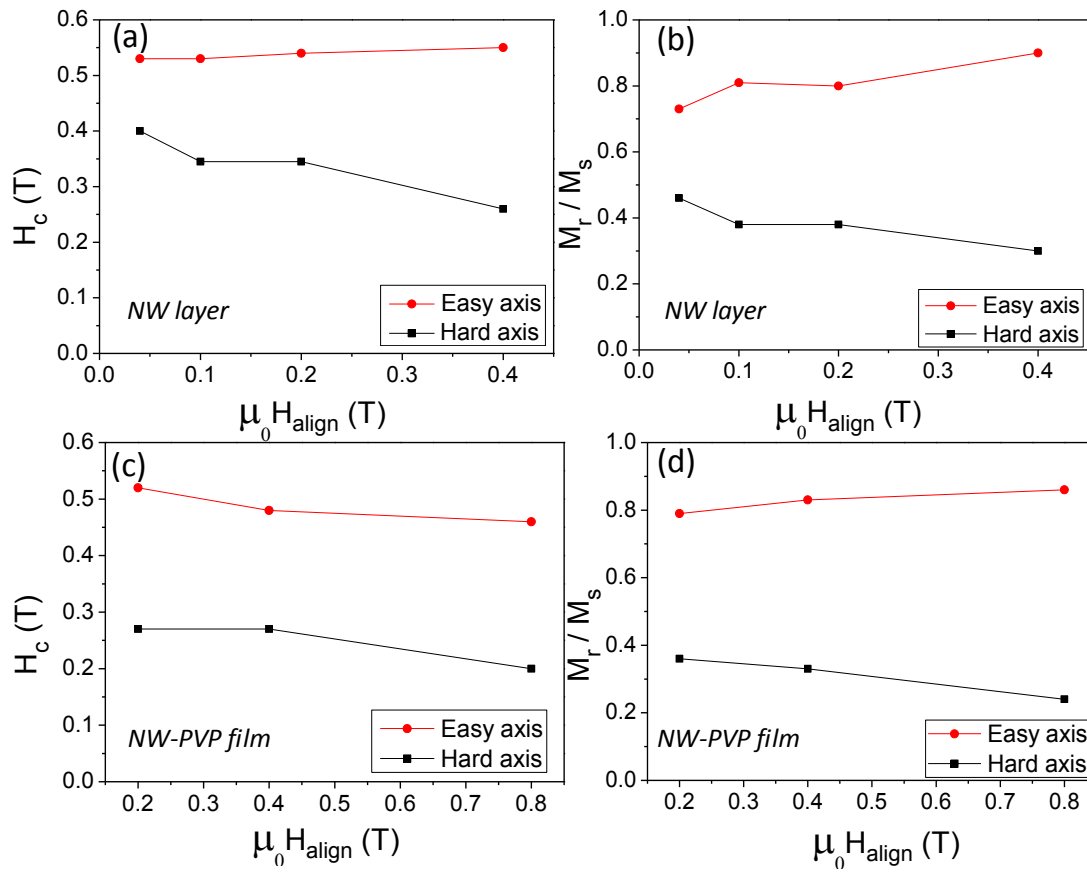 (a)
H_c (T)
0.6
0.5
0.4
0.3
0.2
0.1
0.0
NW layer
Easy axis
Hard axis
0.0 0.1 0.2 0.3 0.4
μ₀H_align (T)
(b)
M_r / M_s
1.0
0.8
0.6
0.4
0.2
0.0
NW layer
Easy axis
Hard axis
0.0 0.1 0.2 0.3 0.4
μ₀H_align (T)
(c)
H_c (T)
0.6
0.5
0.4
0.3
0.2
0.1
0.0
NW-PVP film
Easy axis
Hard axis
0.2 0.3 0.4 0.5 0.6 0.7 0.8
μ₀H_align (T)
(d)
M_r / M_s
1.0
0.8
0.6
0.4
0.2
0.0
NW-PVP film
Easy axis
Hard axis
0.2 0.3 0.4 0.5 0.6 0.7 0.8
μ₀H_align (T)